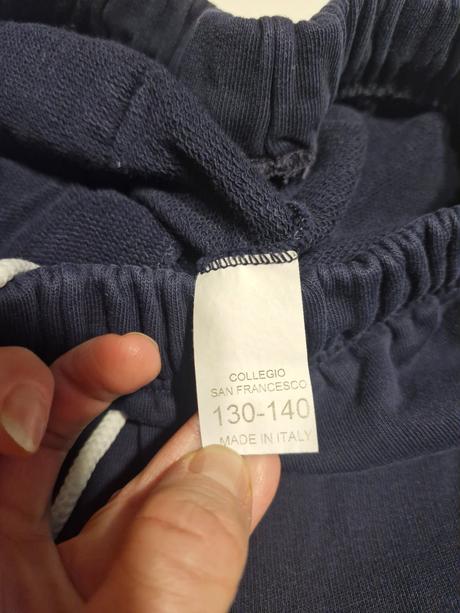 COLLEGIO
SAN FRANCESCO
130-140
MADE IN ITALY